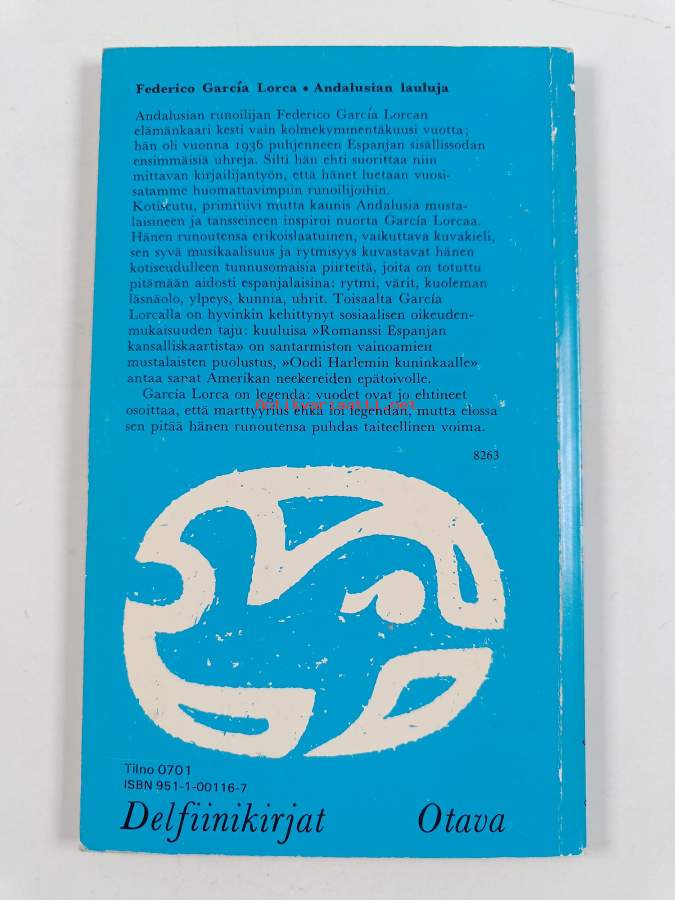 Federico García Lorca • Andalusian lauluja
Andalusian runoilijan Federico García Lorcan
elämänkaari kesti vain kolmekymmentäkuusi vuotta;
hän oli vuonna 1936 puhjenneen Espanjan sisällissodan
ensimmäisiä uhreja. Silti hän ehti suorittaa niin
mittavan kirjailijantyön, että hänet luetaan vuosi-
satamme huomattavimpiin runoilijoihin.
Kotiseutu, primitiivi mutta kaunis Andalusia musta-
laisineen ja tansseineen inspiroi nuorta García Lorcaa.
Hänen runoutensa erikoislaatuinen, vaikuttava kuvakieli,
sen syvä musikaalisuus ja rytmisyys kuvastavat hänen
kotiseudulleen tunnusomaisia piirteitä, joita on totuttu
pitämään aidosti espanjalaisina: rytmi, värit, kuoleman
läsnäolo, ylpeys, kunnia, uhrit. Toisaalta García
Lorcalla on hyvinkin kehittynyt sosiaalisen oikeuden-
mukaisuuden taju: kuuluisa »Romanssi Espanjan
kansalliskaartista» on santarmiston vainoamien
mustalaisten puolustus, »Oodi Harlemin kuninkaalle»
antaa sanat Amerikan neekereiden epätoivolle.
García Lorca on legenda: vuodet ovat jo ehtineet
Antikvariaatti.net
osoittaa, että marttyyrius ehkä loi legendan, mutta elossa
sen pitää hänen runoutensa puhdas taiteellinen voima.
8263
Tilno 0701
ISBN 951-1-00116-7
Delfiinikirjat Otava